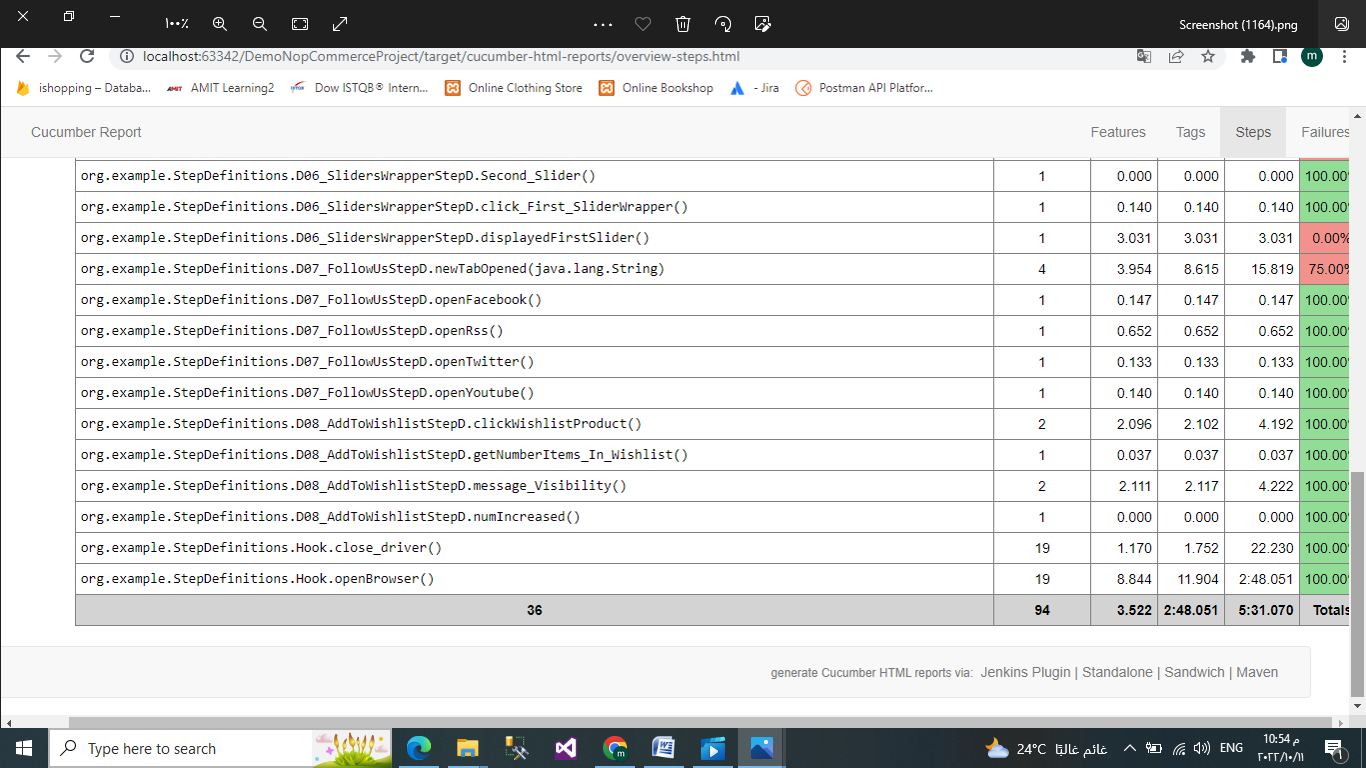 ١٠٠٪
Screenshot (1164).png
localhost:63342/DemoNopCommerceProject/target/cucumber-html-reports/overview-steps.html
m
ishopping – Databa...
AMIT Learning2
Dow ISTQB® Intern...
Online Clothing Store
Online Bookshop
- Jira
Postman API Platfor...
Cucumber Report Features Tags Steps Failures
org.example.StepDefinitions.D06_SlidersWrapperStepD.Second_Slider() 1 0.000 0.000 0.000 100.00%
org.example.StepDefinitions.D06_SlidersWrapperStepD.click_First_SliderWrapper() 1 0.140 0.140 0.140 100.00%
org.example.StepDefinitions.D06_SlidersWrapperStepD.displayedFirstSlider() 1 3.031 3.031 3.031 0.00%
org.example.StepDefinitions.D07_FollowUsStepD.newTabOpened(java.lang.String) 4 3.954 8.615 15.819 75.00%
org.example.StepDefinitions.D07_FollowUsStepD.openFacebook() 1 0.147 0.147 0.147 100.00%
org.example.StepDefinitions.D07_FollowUsStepD.openRss() 1 0.652 0.652 0.652 100.00%
org.example.StepDefinitions.D07_FollowUsStepD.openTwitter() 1 0.133 0.133 0.133 100.00%
org.example.StepDefinitions.D07_FollowUsStepD.openYoutube() 1 0.140 0.140 0.140 100.00%
org.example.StepDefinitions.D08_AddToWishlistStepD.clickWishlistProduct() 2 2.096 2.102 4.192 100.00%
org.example.StepDefinitions.D08_AddToWishlistStepD.getNumberItems_In_Wishlist() 1 0.037 0.037 0.037 100.00%
org.example.StepDefinitions.D08_AddToWishlistStepD.message_Visibility() 2 2.111 2.117 4.222 100.00%
org.example.StepDefinitions.D08_AddToWishlistStepD.numIncreased() 1 0.000 0.000 0.000 100.00%
org.example.StepDefinitions.Hook.close_driver() 19 1.170 1.752 22.230 100.00%
org.example.StepDefinitions.Hook.openBrowser() 19 8.844 11.904 2:48.051 100.00%
36 94 3.522 2:48.051 5:31.070 Totals
generate Cucumber HTML reports via: Jenkins Plugin | Standalone | Sandwich | Maven
Type here to search
24°C غائم غالبًا
ENG
10:54 م
٢٠٢٢/١٠/١١
1